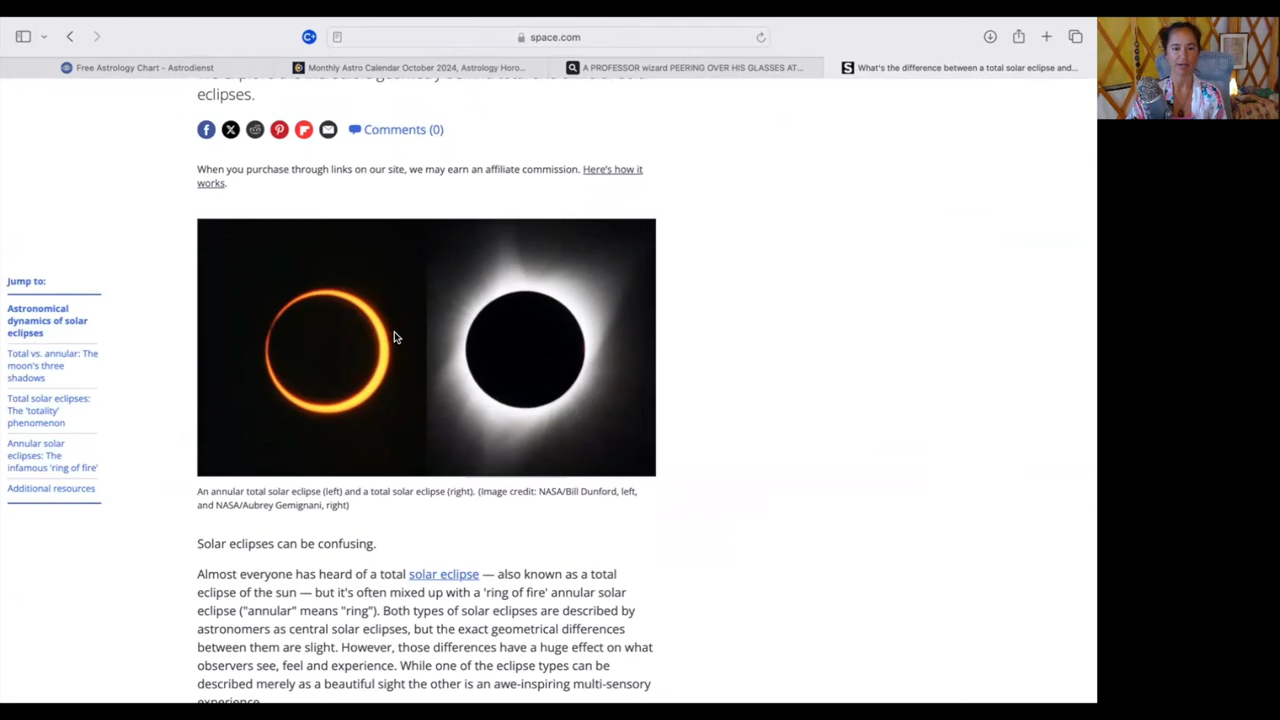 space.com
Free Astrology Chart - Astrodienst
Monthly Astro Calendar October 2024, Astrology Horo...
A PROFESSOR wizard PEERING OVER HIS GLASSES AT...
What's the difference between a total solar eclipse and...
eclipses.
Comments (0)
When you purchase through links on our site, we may earn an affiliate commission. Here's how it
works.
Jump to:
Astronomical
dynamics of solar
eclipses
Total vs. annular: The
moon's three
shadows
Total solar eclipses:
The 'totality'
phenomenon
Annular solar
eclipses: The
infamous 'ring of fire'
Additional resources
An annular total solar eclipse (left) and a total solar eclipse (right). (Image credit: NASA/Bill Dunford, left,
and NASA/Aubrey Gemignani, right)
Solar eclipses can be confusing.
Almost everyone has heard of a total solar eclipse — also known as a total
eclipse of the sun — but it's often mixed up with a 'ring of fire' annular solar
eclipse ("annular" means "ring"). Both types of solar eclipses are described by
astronomers as central solar eclipses, but the exact geometrical differences
between them are slight. However, those differences have a huge effect on what
observers see, feel and experience. While one of the eclipse types can be
described merely as a beautiful sight the other is an awe-inspiring multi-sensory
experience.